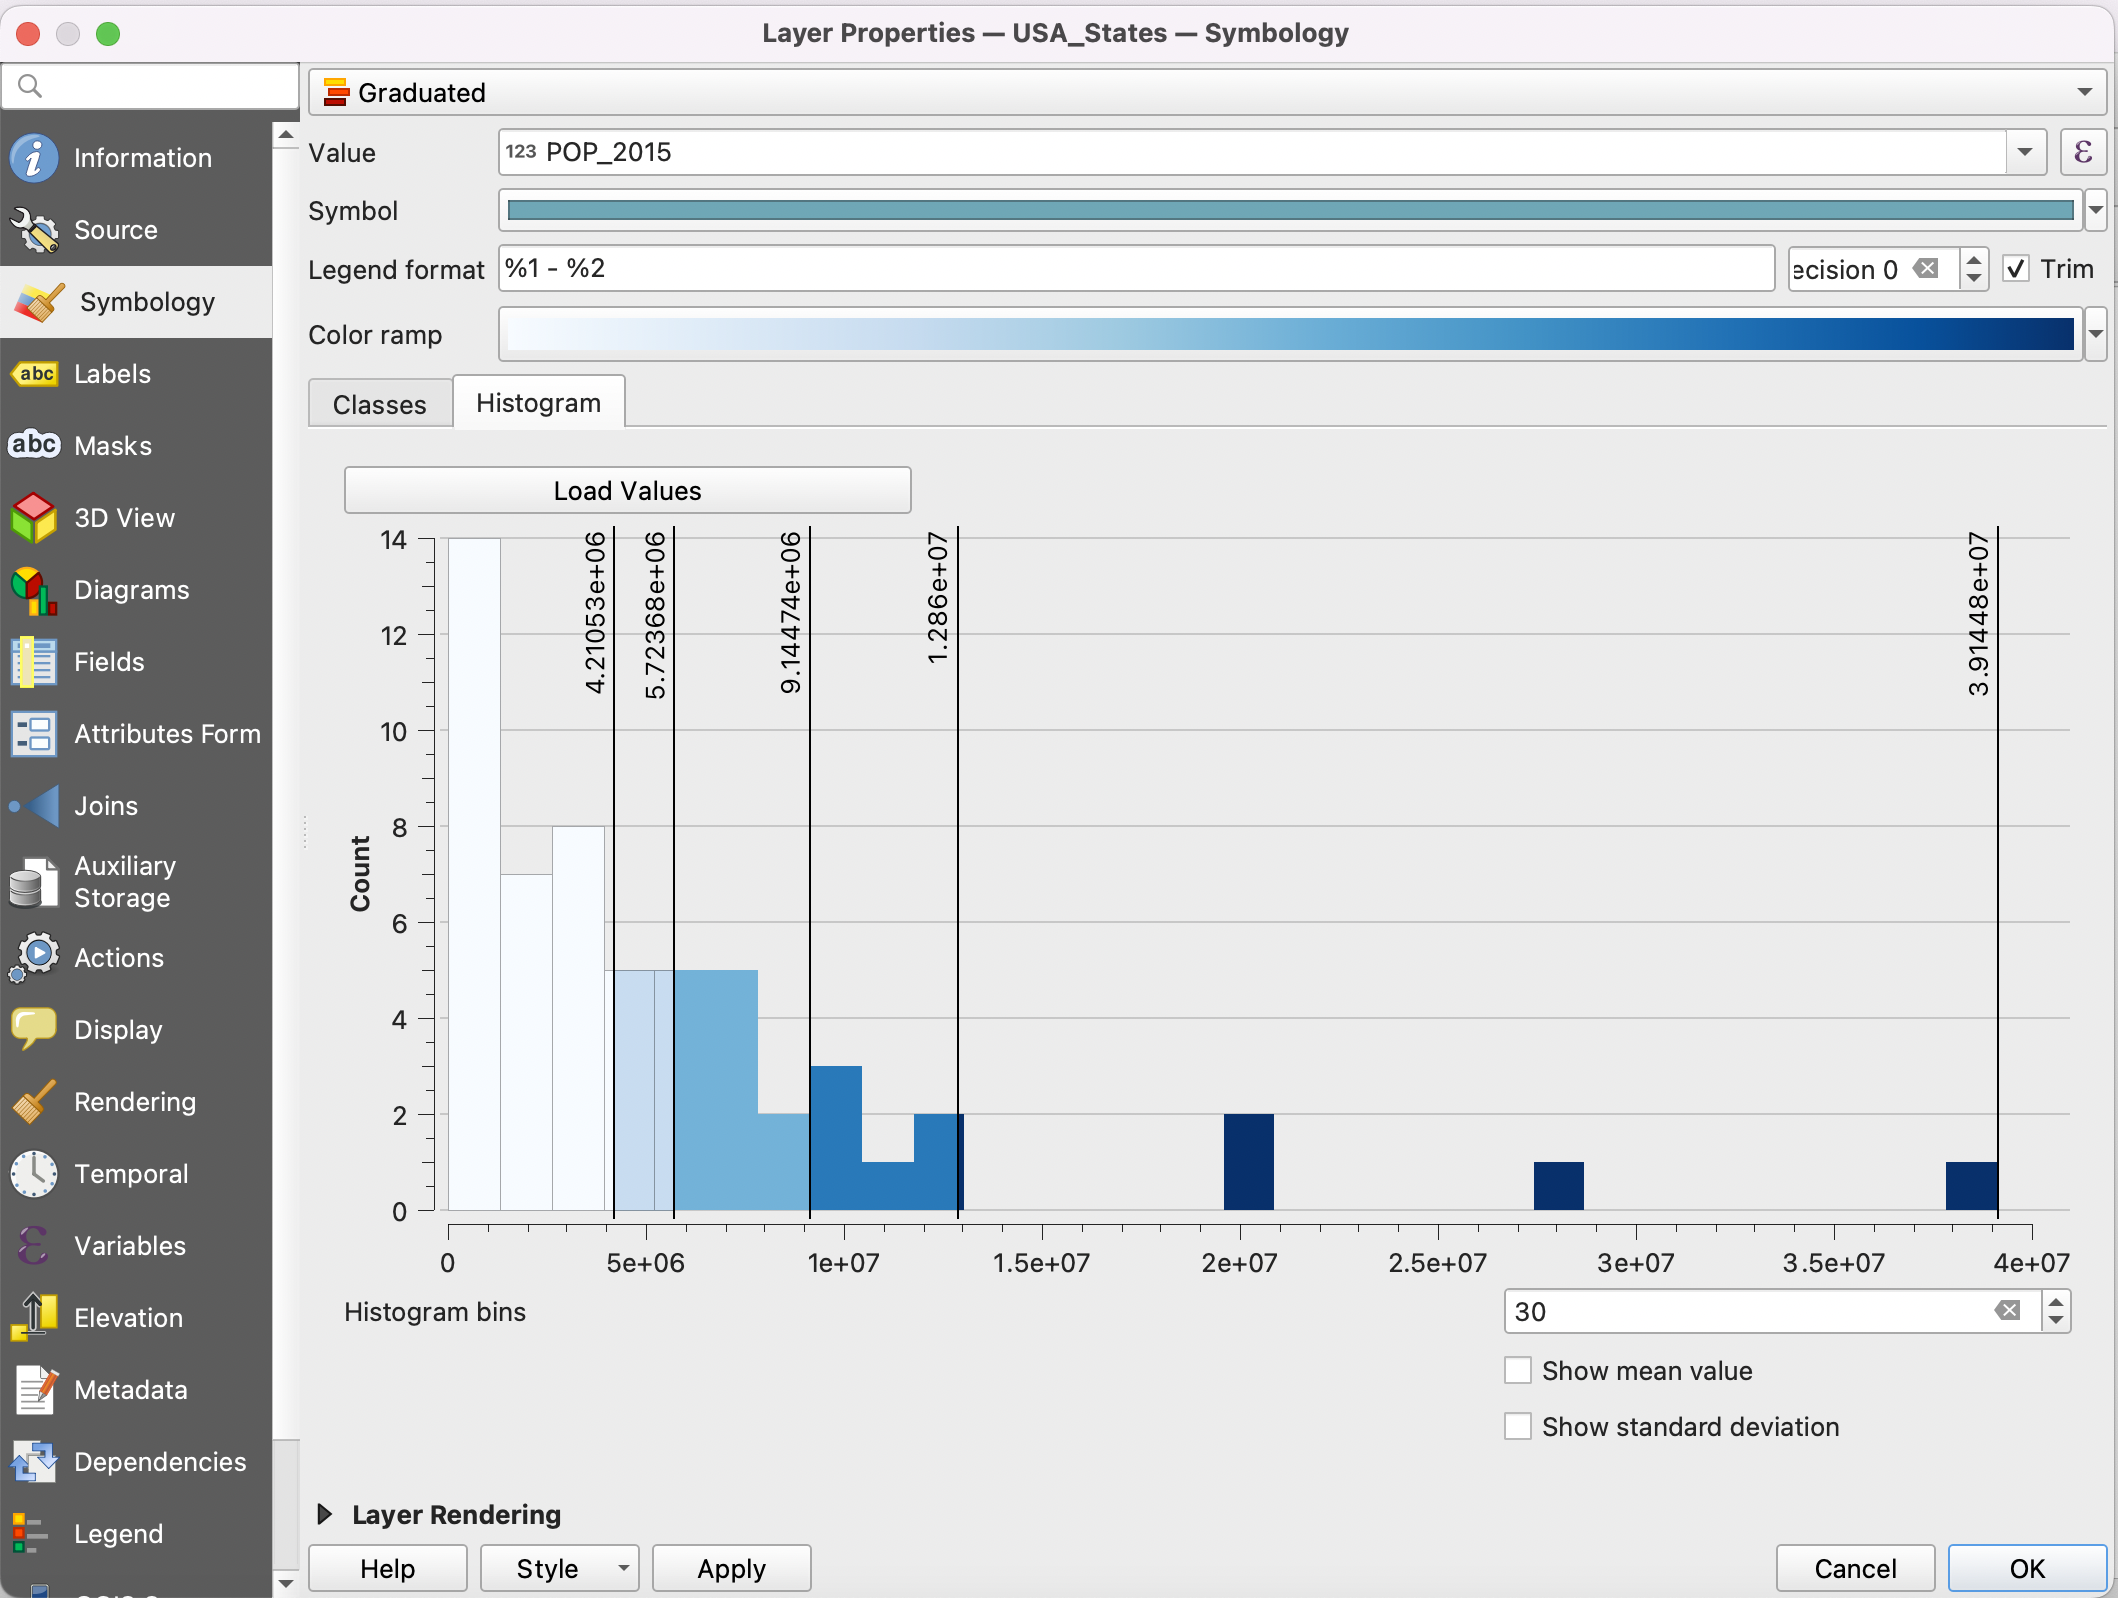 Layer Properties — USA_States — Symbology
Information
Source
Symbology
abc Labels
abc Masks
3D View
Diagrams
Fields
Attributes Form
Joins
Auxiliary
Storage
Actions
Display
Rendering
Temporal
Variables
Elevation
Metadata
Dependencies
Legend
Graduated
Value 123 POP_2015 ε
Symbol
Legend format %1 - %2 ecision 0 Trim
Color ramp
Classes Histogram
Load Values
14
12
10
8
6
4
2
0
Count
4.21053e+06
5.72368e+06
9.14474e+06
1.286e+07
3.91448e+07
0 5e+06 1e+07 1.5e+07 2e+07 2.5e+07 3e+07 3.5e+07 4e+07
Histogram bins 30
Show mean value
Show standard deviation
Layer Rendering
Help Style Apply Cancel OK